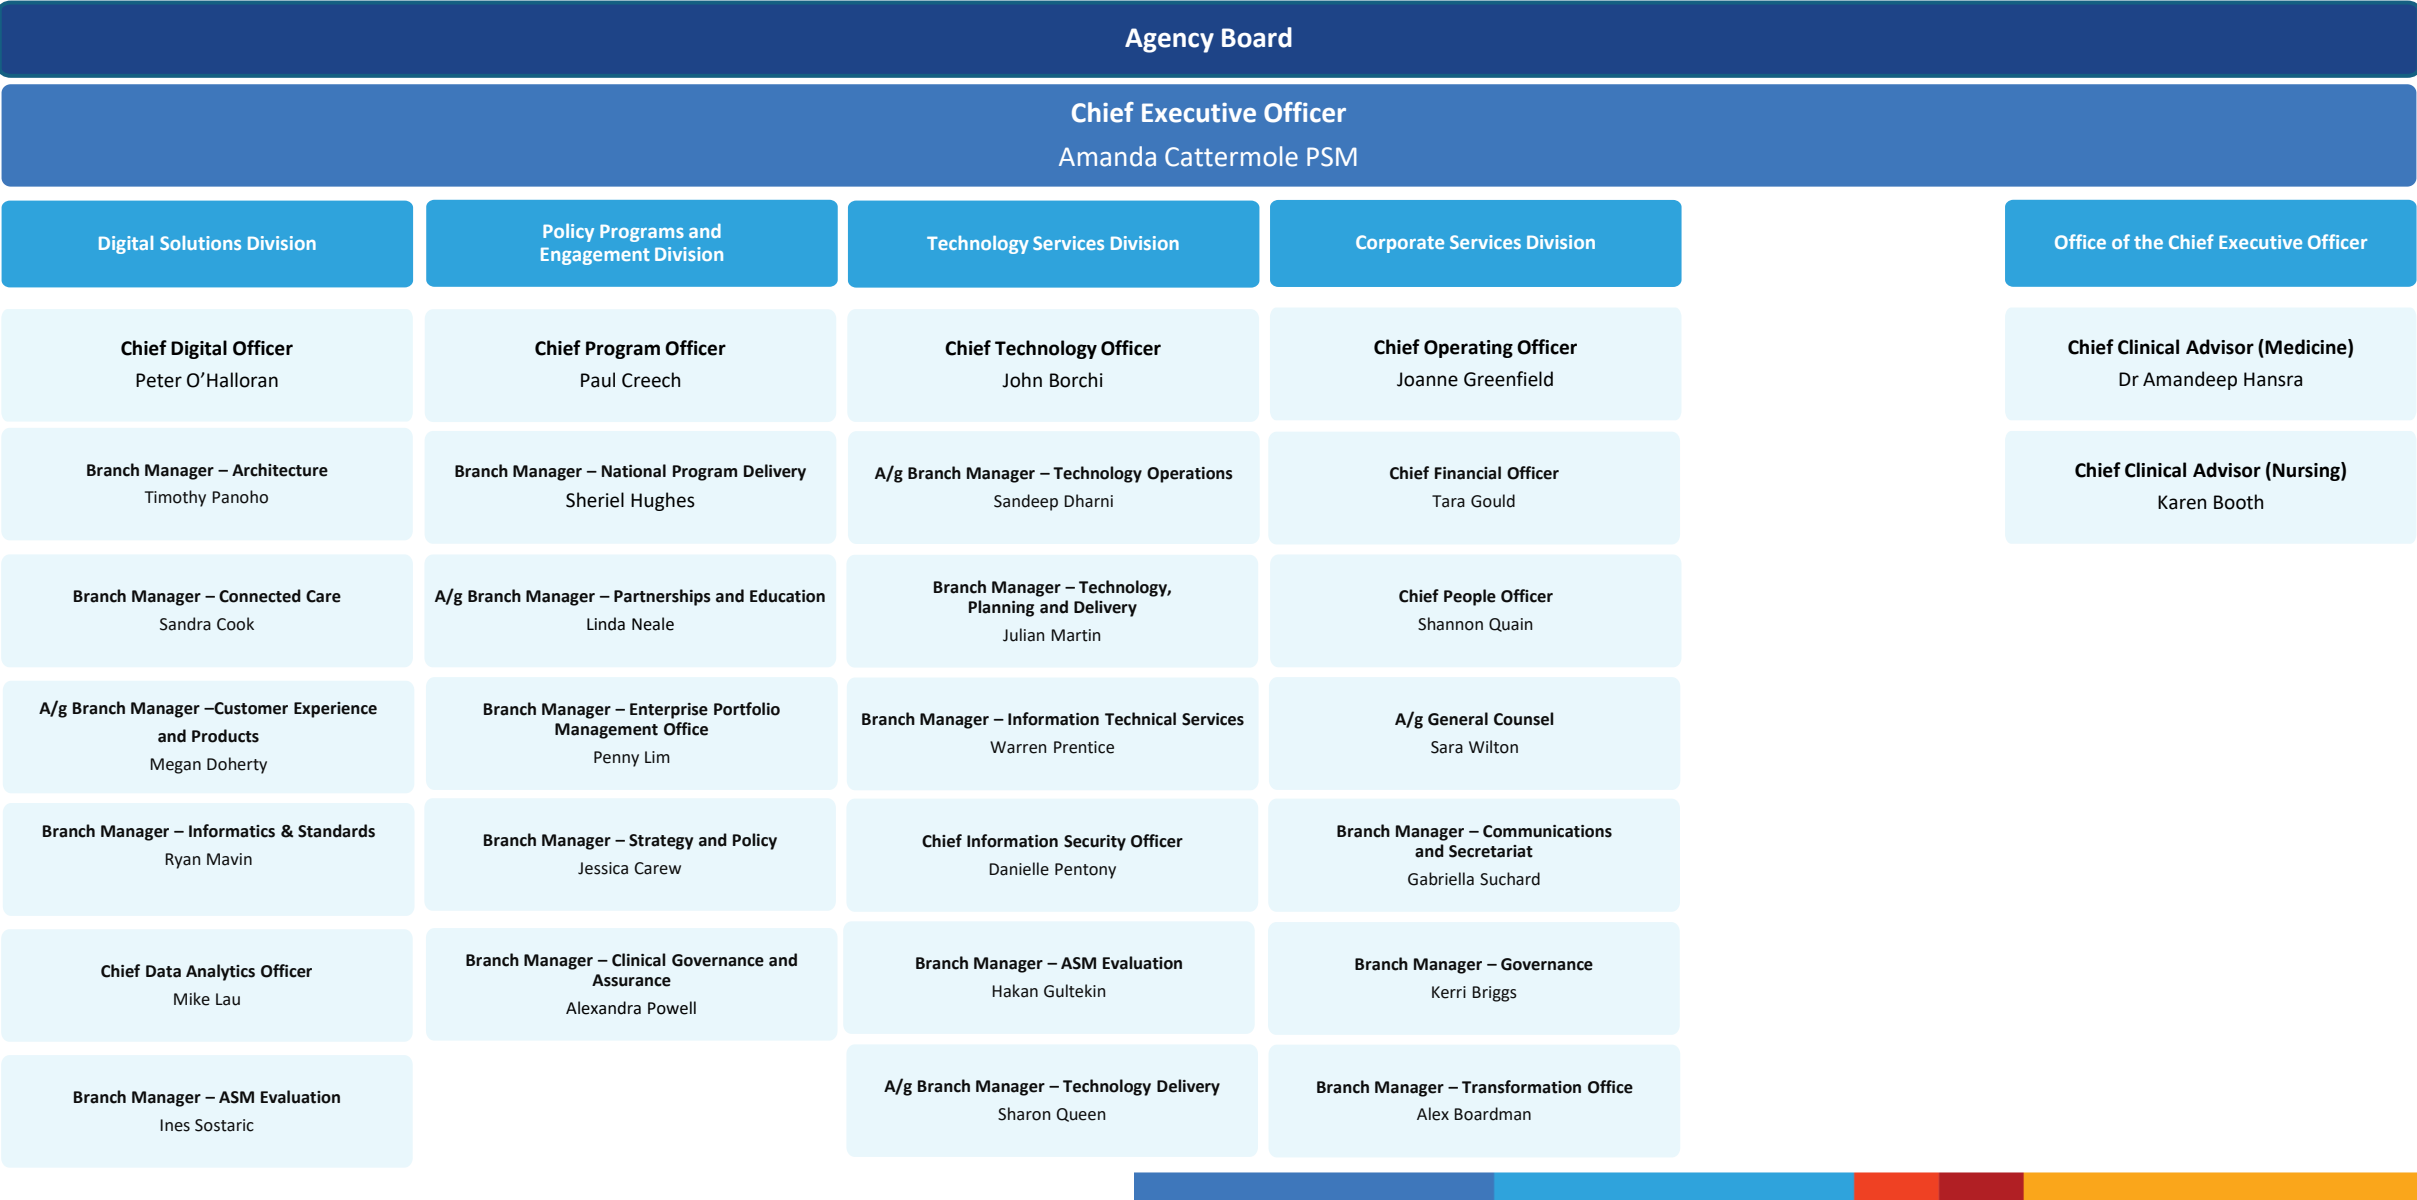 Agency Board
Chief Executive Officer
Amanda Cattermole PSM
Digital Solutions Division
Chief Digital Officer
Peter O’Halloran
Branch Manager – Architecture
Timothy Panoho
Branch Manager – Connected Care
Sandra Cook
A/g Branch Manager –Customer Experience
and Products
Megan Doherty
Branch Manager – Informatics & Standards
Ryan Mavin
Chief Data Analytics Officer
Mike Lau
Branch Manager – ASM Evaluation
Ines Sostaric
Policy Programs and
Engagement Division
Chief Program Officer
Paul Creech
Branch Manager – National Program Delivery
Sheriel Hughes
A/g Branch Manager – Partnerships and Education
Linda Neale
Branch Manager – Enterprise Portfolio
Management Office
Penny Lim
Branch Manager – Strategy and Policy
Jessica Carew
Branch Manager – Clinical Governance and
Assurance
Alexandra Powell
Technology Services Division
Chief Technology Officer
John Borchi
A/g Branch Manager – Technology Operations
Sandeep Dharni
Branch Manager – Technology,
Planning and Delivery
Julian Martin
Branch Manager – Information Technical Services
Warren Prentice
Chief Information Security Officer
Danielle Pentony
Branch Manager – ASM Evaluation
Hakan Gultekin
A/g Branch Manager – Technology Delivery
Sharon Queen
Corporate Services Division
Chief Operating Officer
Joanne Greenfield
Chief Financial Officer
Tara Gould
Chief People Officer
Shannon Quain
A/g General Counsel
Sara Wilton
Branch Manager – Communications
and Secretariat
Gabriella Suchard
Branch Manager – Governance
Kerri Briggs
Branch Manager – Transformation Office
Alex Boardman
Office of the Chief Executive Officer
Chief Clinical Advisor (Medicine)
Dr Amandeep Hansra
Chief Clinical Advisor (Nursing)
Karen Booth